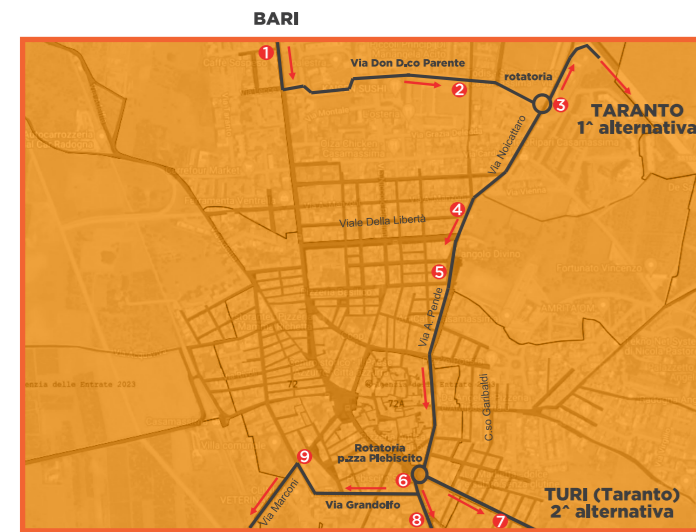 BARI
1
Via Don D.co Parente
2
rotatoria
3
TARANTO
1^ alternativa
Via Noicattaro
4
Viale Della Libertà
5
Via A. Pende
72
72A
C.so Garibaldi
Rotatoria
p.zza Plebiscito
9
6
Via Marconi
Via Grandolfo
8
7
TURI (Taranto)
2^ alternativa